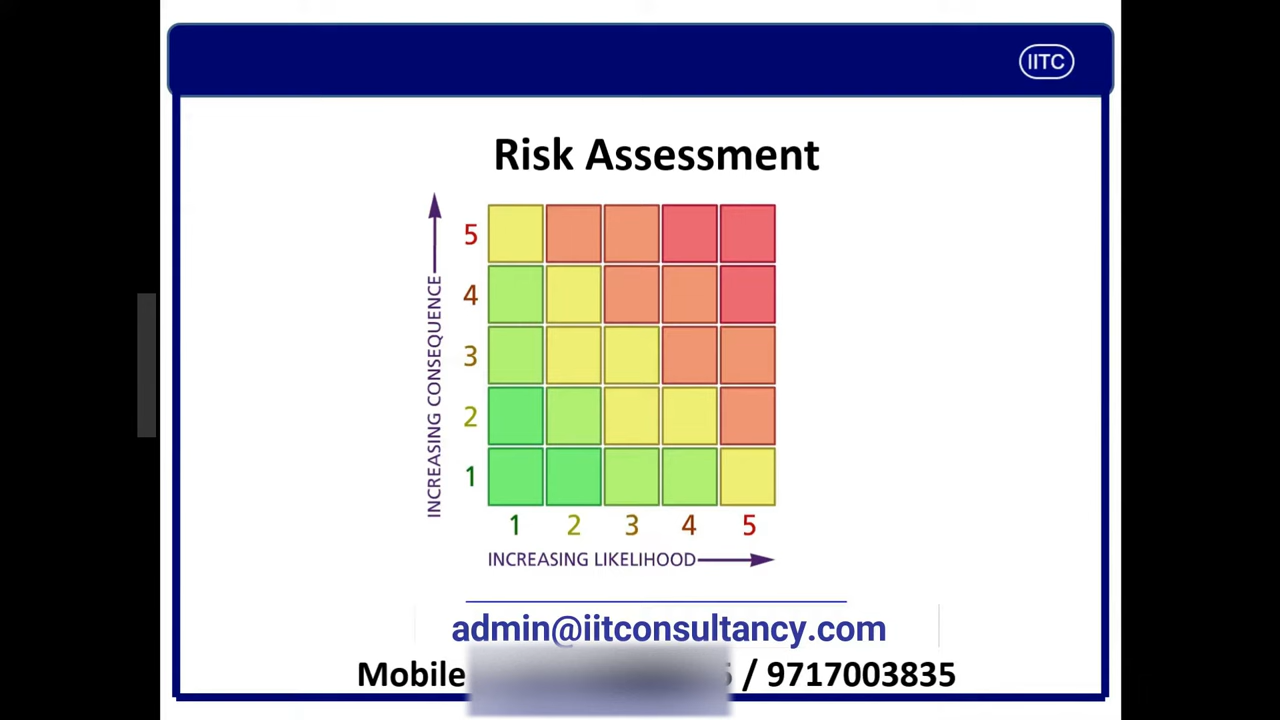 IITC
Risk Assessment
INCREASING CONSEQUENCE
5
4
3
2
1
1 2 3 4 5
INCREASING LIKELIHOOD
admin@iitconsultancy.com
Mobile / 9717003835